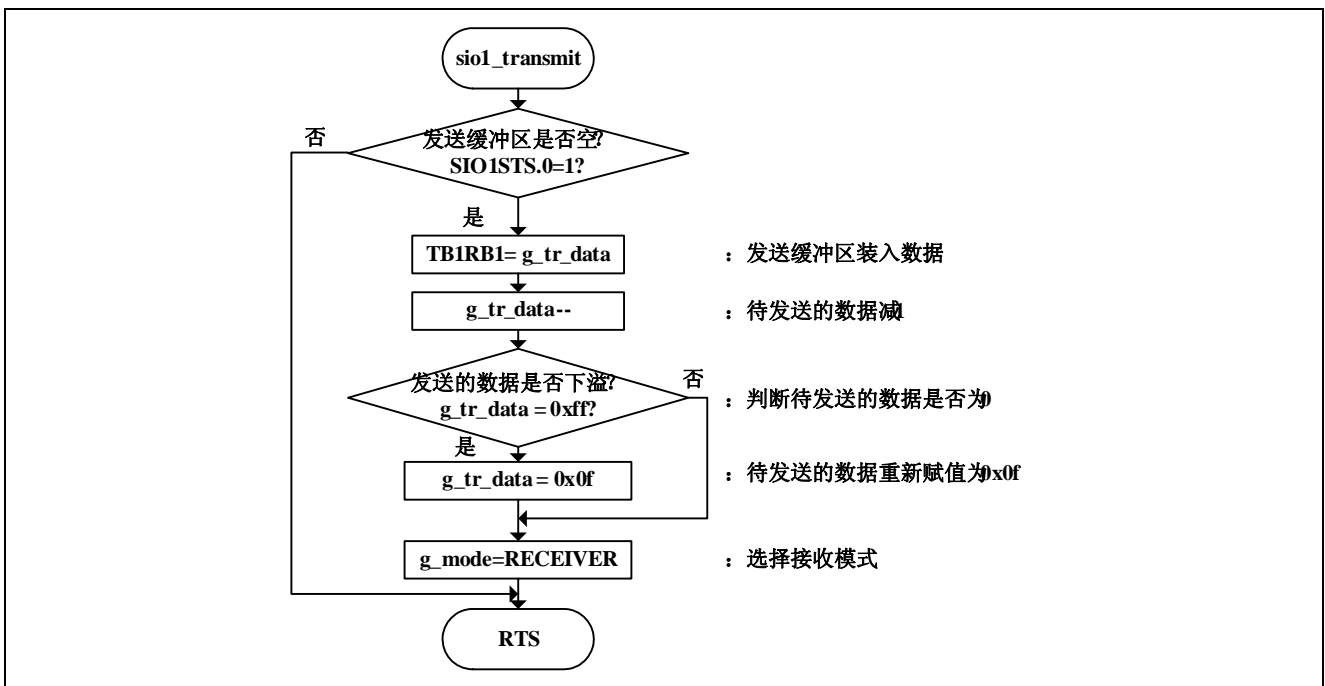 sio1_transmit
否
发送缓冲区是否空?
SIO1STS.0=1?
是
TB1RB1= g_tr_data
：发送缓冲区装入数据
g_tr_data--
：待发送的数据减1
发送的数据是否下溢?
否
g_tr_data = 0xff?
：判断待发送的数据是否为0
是
g_tr_data = 0x0f
：待发送的数据重新赋值为0x0f
g_mode=RECEIVER
：选择接收模式
RTS